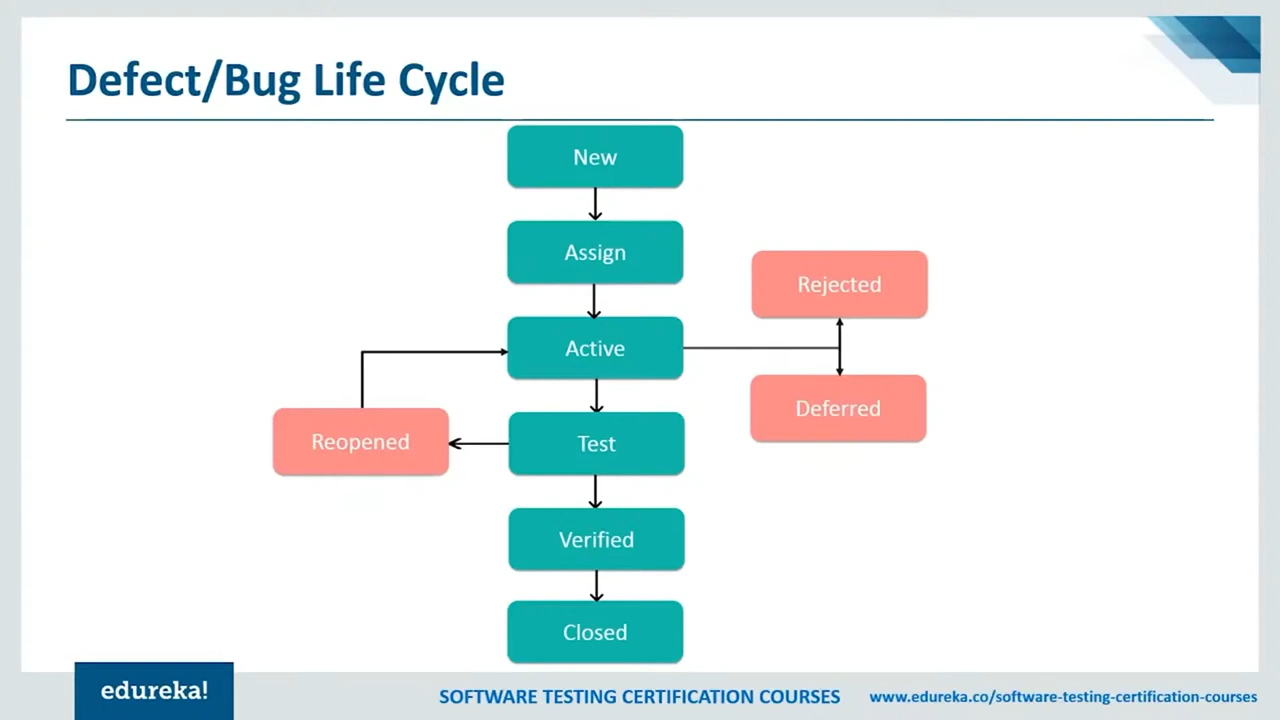 Defect/Bug Life Cycle
New
Assign
Rejected
Active
Deferred
Reopened
Test
Verified
Closed
edureka!
SOFTWARE TESTING CERTIFICATION COURSES
www.edureka.co/software-testing-certification-courses